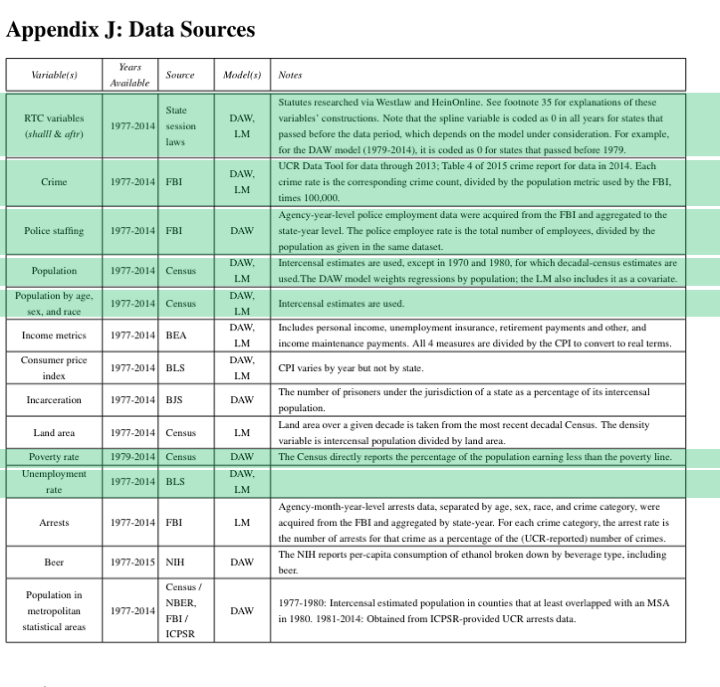 Appendix J: Data Sources
Variable(s) Years Available Source Model(s) Notes
RTC variables (shalll & aftr) 1977-2014 State session laws DAW, LM Statutes researched via Westlaw and HeinOnline. See footnote 35 for explanations of these
variables' constructions. Note that the spline variable is coded as 0 in all years for states that
passed before the data period, which depends on the model under consideration. For example,
for the DAW model (1979-2014), it is coded as 0 for states that passed before 1979.
Crime 1977-2014 FBI DAW, LM UCR Data Tool for data through 2013; Table 4 of 2015 crime report for data in 2014. Each
crime rate is the corresponding crime count, divided by the population metric used by the FBI,
times 100,000.
Police staffing 1977-2014 FBI DAW Agency-year-level police employment data were acquired from the FBI and aggregated to the
state-year level. The police employee rate is the total number of employees, divided by the
population as given in the same dataset.
Population 1977-2014 Census DAW, LM Intercensal estimates are used, except in 1970 and 1980, for which decadal-census estimates are
used.The DAW model weights regressions by population; the LM also includes it as a covariate.
Population by age, sex, and race 1977-2014 Census DAW, LM Intercensal estimates are used.
Income metrics 1977-2014 BEA DAW, LM Includes personal income, unemployment insurance, retirement payments and other, and
income maintenance payments. All 4 measures are divided by the CPI to convert to real terms.
Consumer price index 1977-2014 BLS DAW, LM CPI varies by year but not by state.
Incarceration 1977-2014 BJS DAW The number of prisoners under the jurisdiction of a state as a percentage of its intercensal
population.
Land area 1977-2014 Census LM Land area over a given decade is taken from the most recent decadal Census. The density
variable is intercensal population divided by land area.
Poverty rate 1979-2014 Census DAW The Census directly reports the percentage of the population earning less than the poverty line.
Unemployment rate 1977-2014 BLS DAW, LM
Arrests 1977-2014 FBI LM Agency-month-year-level arrests data, separated by age, sex, race, and crime category, were
acquired from the FBI and aggregated by state-year. For each crime category, the arrest rate is
the number of arrests for that crime as a percentage of the (UCR-reported) number of crimes.
Beer 1977-2015 NIH DAW The NIH reports per-capita consumption of ethanol broken down by beverage type, including
beer.
Population in metropolitan statistical areas 1977-2014 Census / NBER, FBI / ICPSR DAW 1977-1980: Intercensal estimated population in counties that at least overlapped with an MSA
in 1980. 1981-2014: Obtained from ICPSR-provided UCR arrests data.